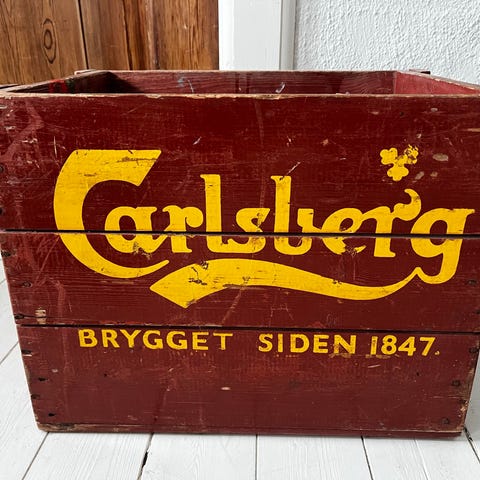 Carlsberg
BRYGGET SIDEN 1847.